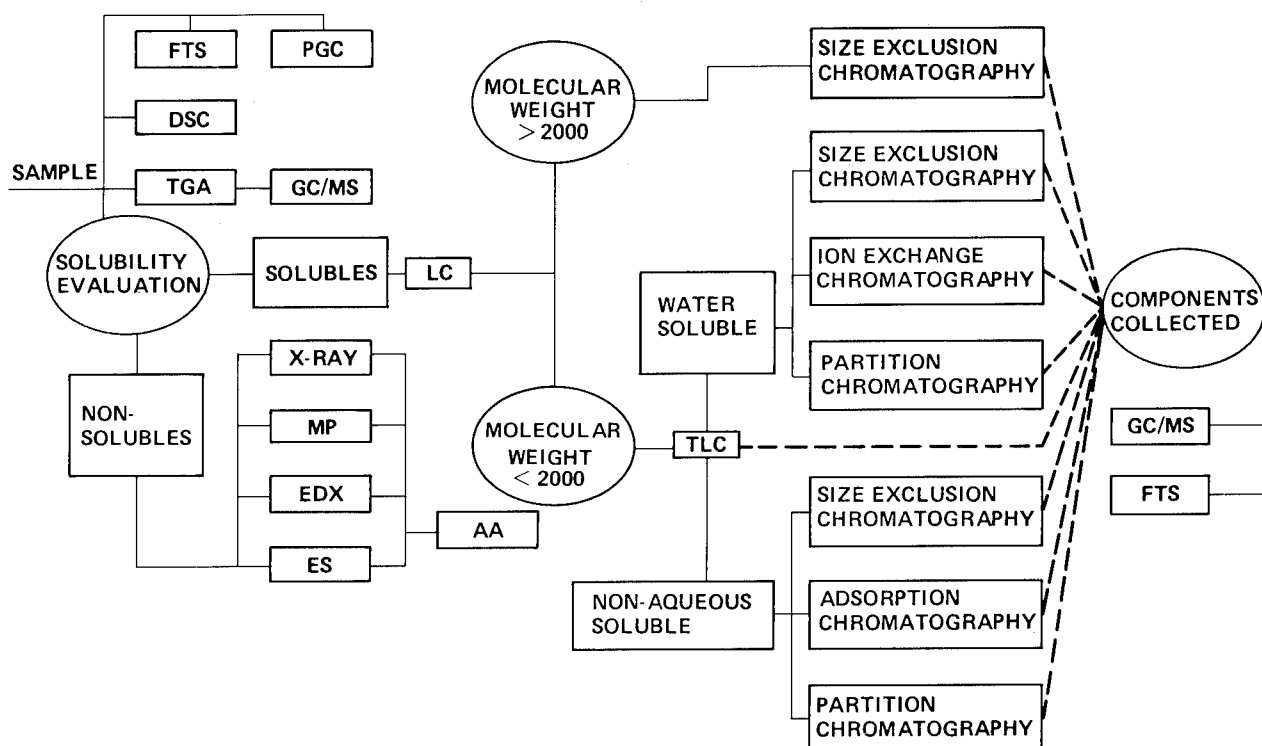 FTS
PGC
DSC
SAMPLE
TGA
GC/MS
SOLUBILITY
EVALUATION
SOLUBLES
LC
NON-
SOLUBLES
X-RAY
MP
EDX
ES
AA
MOLECULAR
WEIGHT
> 2000
MOLECULAR
WEIGHT
< 2000
TLC
WATER
SOLUBLE
NON-AQUEOUS
SOLUBLE
SIZE EXCLUSION
CHROMATOGRAPHY
SIZE EXCLUSION
CHROMATOGRAPHY
ION EXCHANGE
CHROMATOGRAPHY
PARTITION
CHROMATOGRAPHY
SIZE EXCLUSION
CHROMATOGRAPHY
ADSORPTION
CHROMATOGRAPHY
PARTITION
CHROMATOGRAPHY
COMPONENTS
COLLECTED
GC/MS
FTS